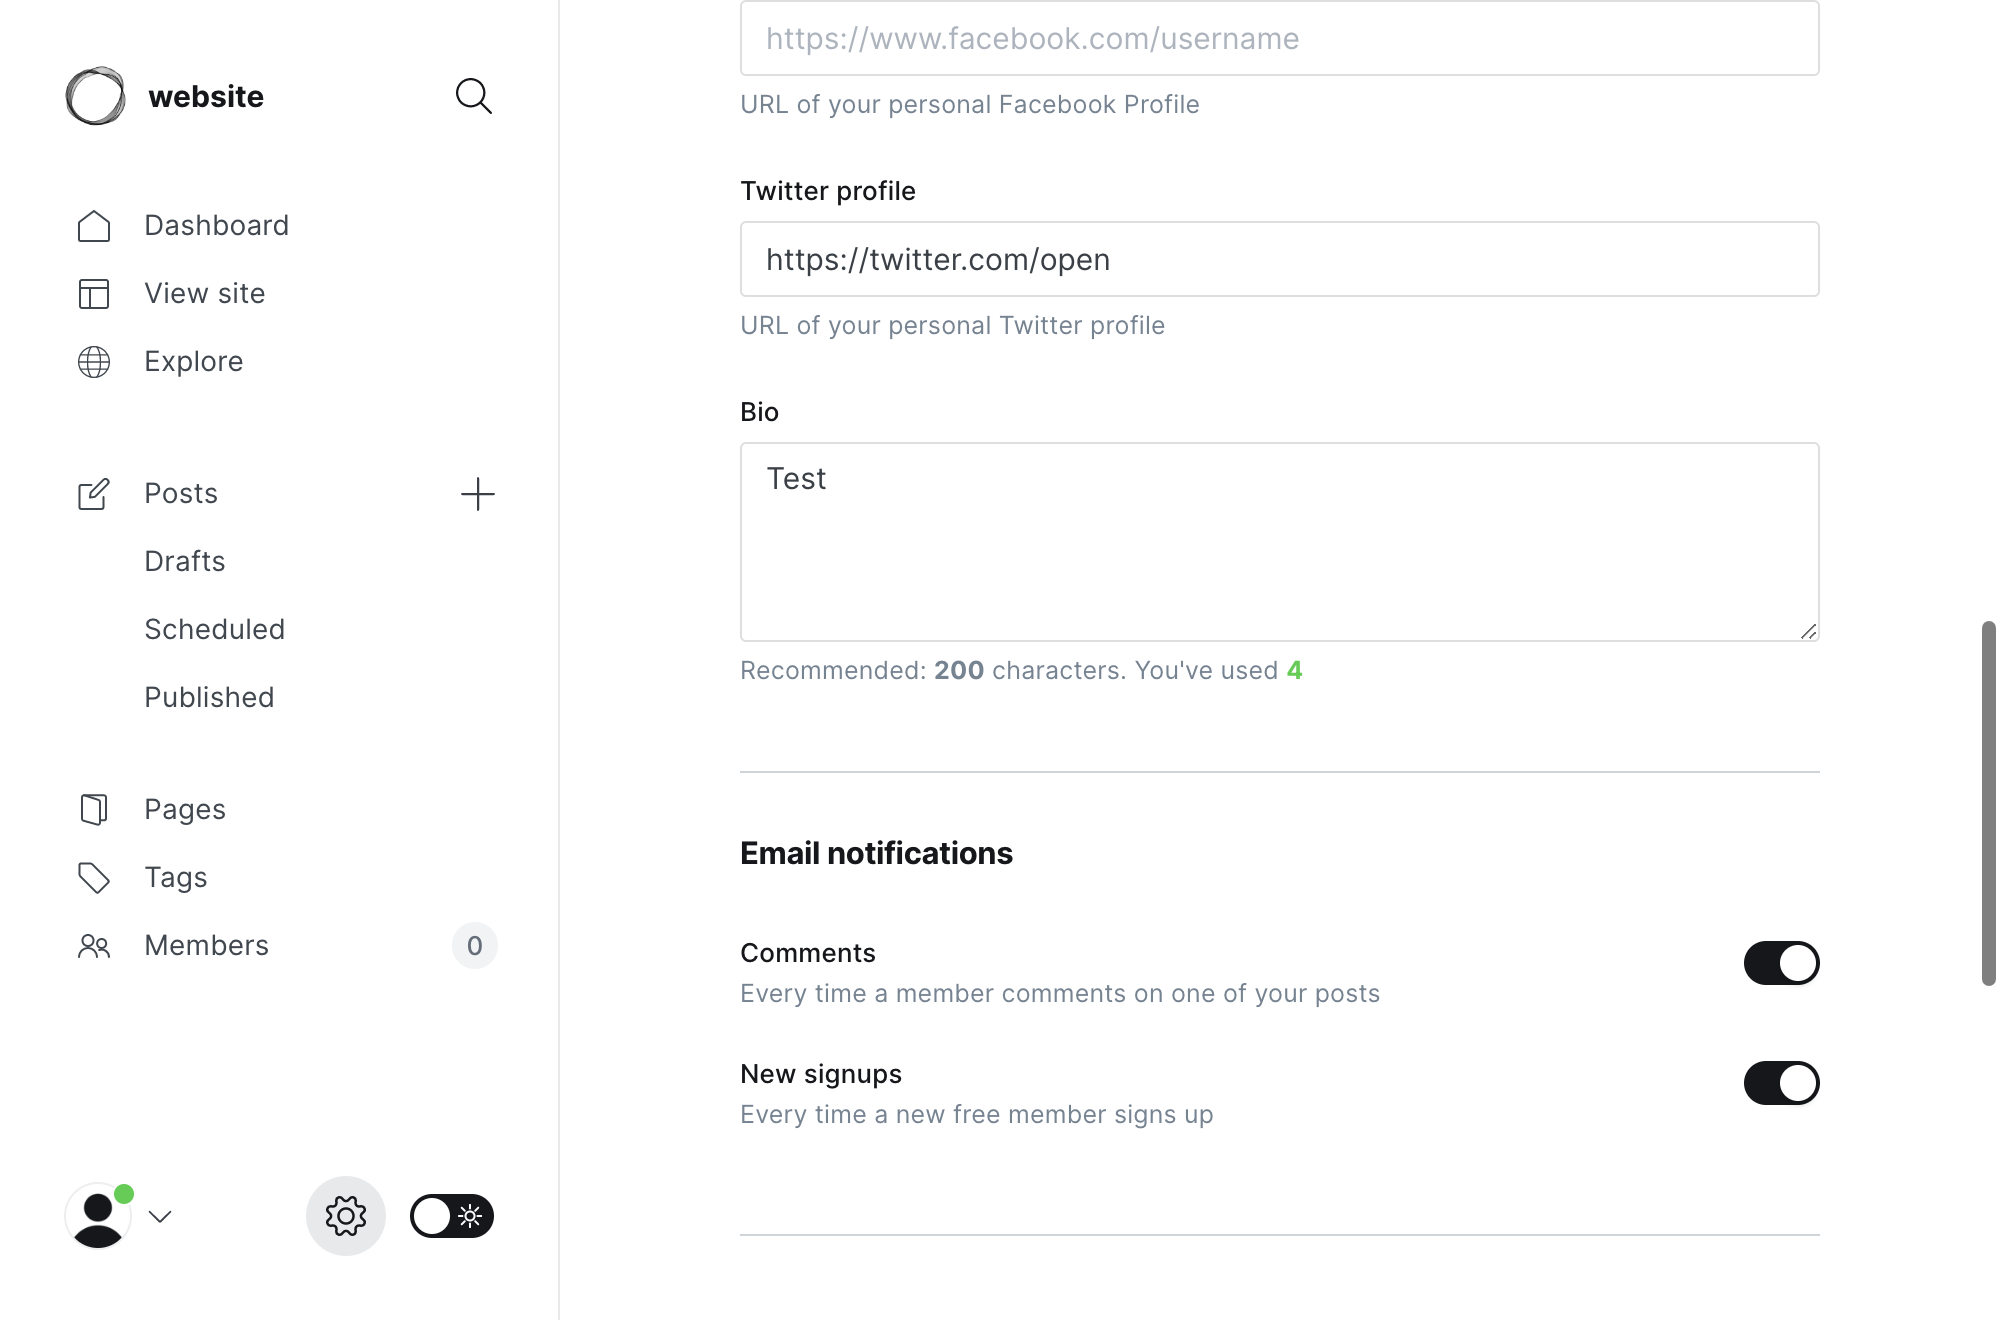 website
Dashboard
View site
Explore
Posts
Drafts
Scheduled
Published
Pages
Tags
Members
0
https://www.facebook.com/username
URL of your personal Facebook Profile
Twitter profile
https://twitter.com/open
URL of your personal Twitter profile
Bio
Test
Recommended: 200 characters. You've used 4
Email notifications
Comments
Every time a member comments on one of your posts
New signups
Every time a new free member signs up